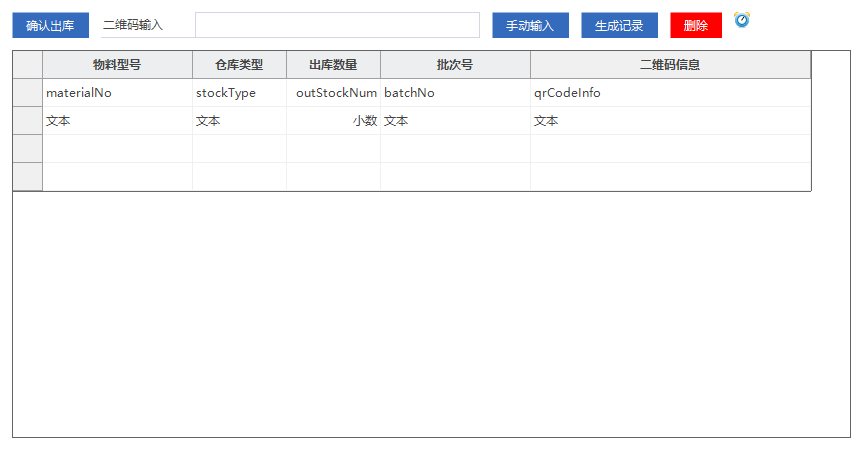 确认出库 二维码输入 手动输入 生成记录 删除
物料型号 仓库类型 出库数量 批次号 二维码信息
materialNo stockType outStockNum batchNo qrCodeInfo
文本 文本 小数 文本 文本